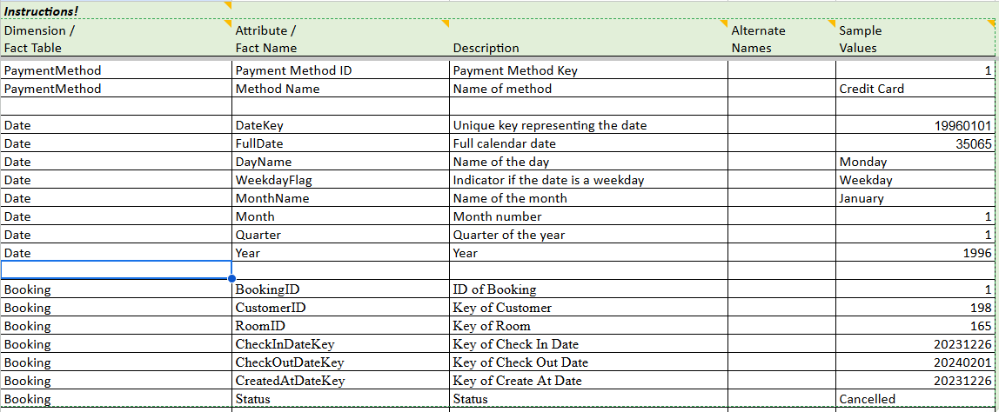 Instructions!
Dimension / Attribute / Alternate Sample
Fact Table Fact Name Description Names Values
PaymentMethod Payment Method ID Payment Method Key 1
PaymentMethod Method Name Name of method Credit Card
Date DateKey Unique key representing the date 19960101
Date FullDate Full calendar date 35065
Date DayName Name of the day Monday
Date WeekdayFlag Indicator if the date is a weekday Weekday
Date MonthName Name of the month January
Date Month Month number 1
Date Quarter Quarter of the year 1
Date Year Year 1996
Booking BookingID ID of Booking 1
Booking CustomerID Key of Customer 198
Booking RoomID Key of Room 165
Booking CheckInDateKey Key of Check In Date 20231226
Booking CheckOutDateKey Key of Check Out Date 20240201
Booking CreatedAtDateKey Key of Create At Date 20231226
Booking Status Status Cancelled